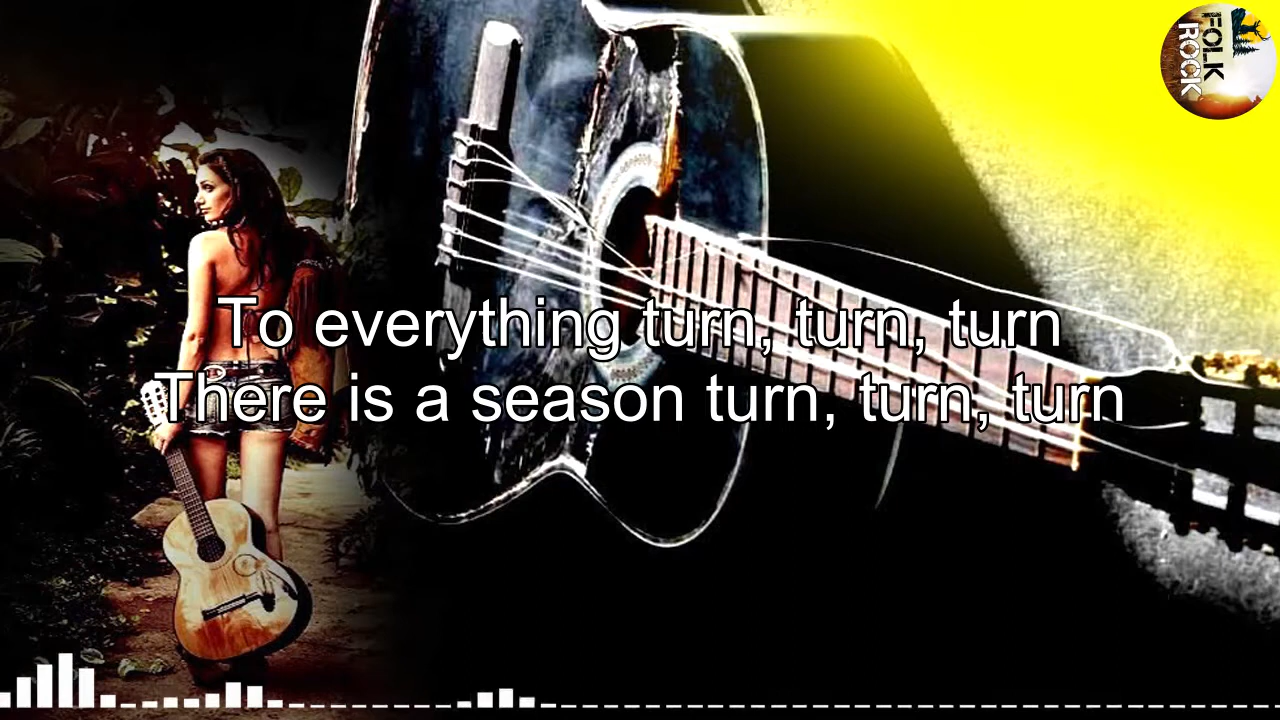 FOLK
ROCK
To everything turn, turn, turn
There is a season turn, turn, turn